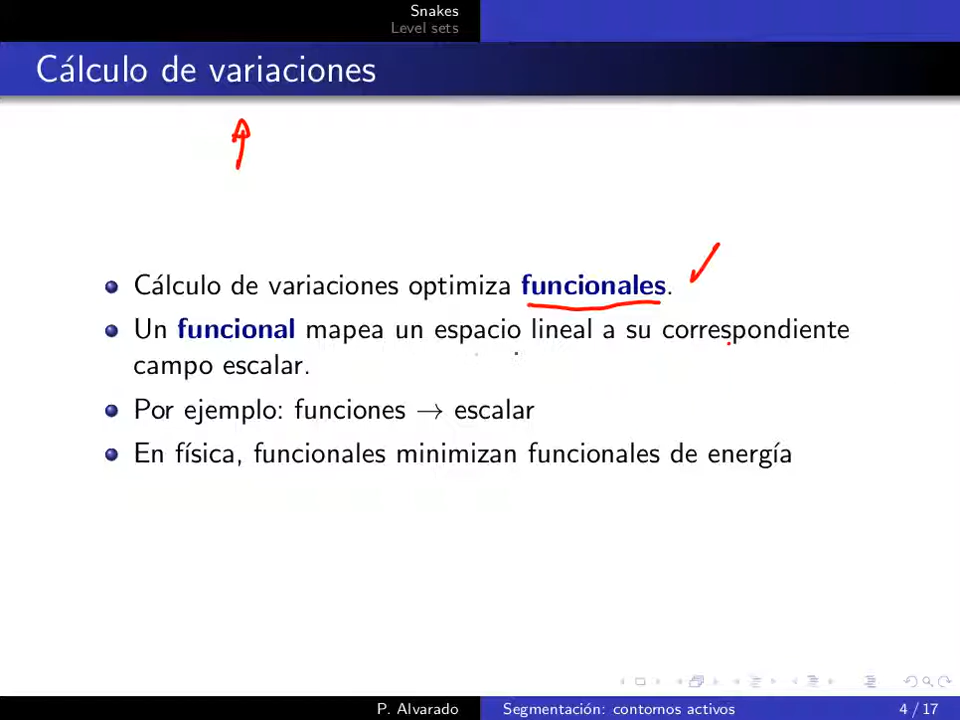 Snakes
Level sets
Cálculo de variaciones
Cálculo de variaciones optimiza funcionales.
Un funcional mapea un espacio lineal a su correspondiente
campo escalar.
Por ejemplo: funciones → escalar
En física, funcionales minimizan funcionales de energía
P. Alvarado Segmentación: contornos activos 4 / 17